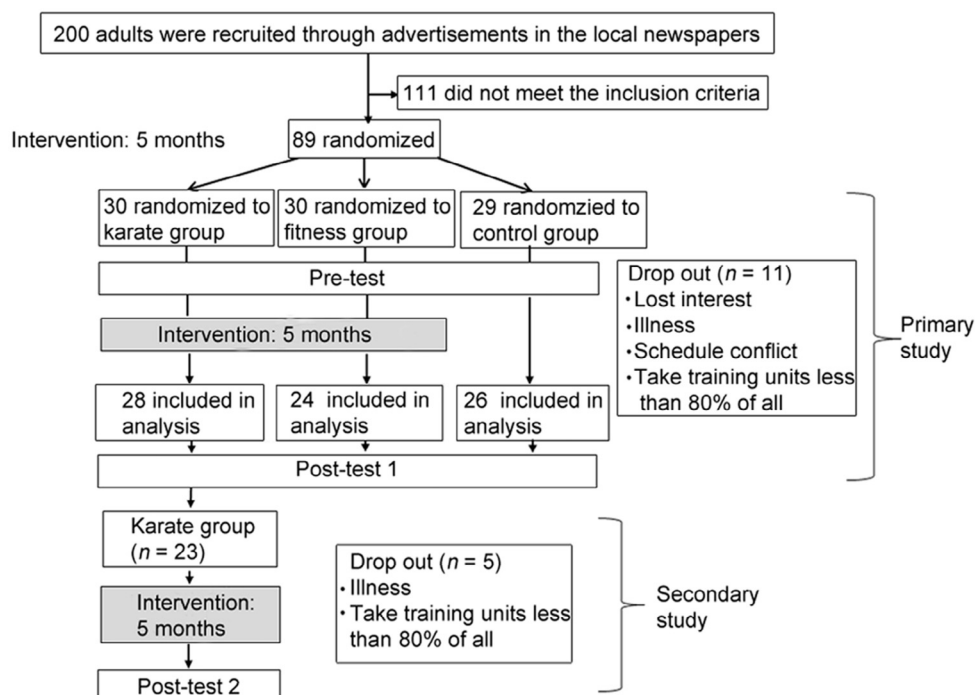 200 adults were recruited through advertisements in the local newspapers
111 did not meet the inclusion criteria
Intervention: 5 months
89 randomized
30 randomized to
karate group
30 randomized to
fitness group
29 randomzied to
control group
Pre-test
Intervention: 5 months
28 included in
analysis
24 included in
analysis
26 included in
analysis
Post-test 1
Drop out (n = 11)
•Lost interest
•Illness
•Schedule conflict
•Take training units less
than 80% of all
Primary
study
Karate group
(n = 23)
Intervention:
5 months
Post-test 2
Drop out (n = 5)
•Illness
•Take training units less
than 80% of all
Secondary
study